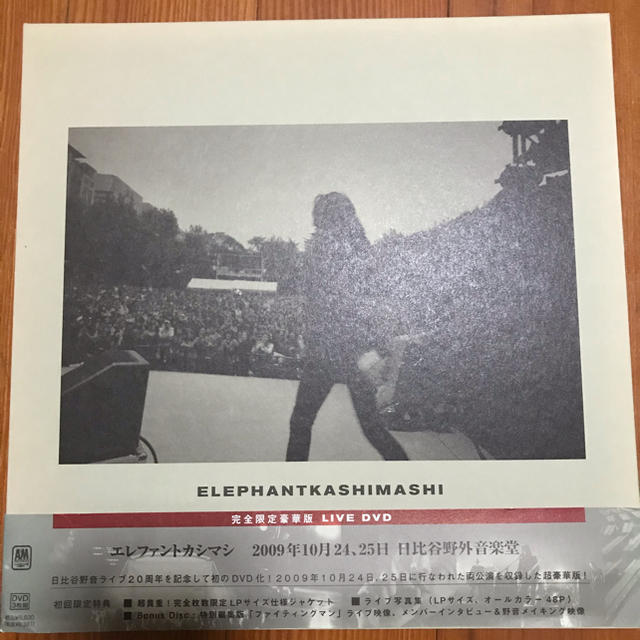 ELEPHANTKASHIMASHI
完全限定豪華版 LIVE DVD
エレファントカシマシ 2009年10月24、25日 日比谷野外音楽堂
日比谷野音ライブ20周年を記念して初のDVD化!2009年10月24日、25日に行なわれた両公演を収録した超豪華版!
初回限定特典 ■超貴重!完全枚数限定LPサイズ仕様ジャケット ■ライブ写真集(LPサイズ、オールカラー48P)
■Bonus Disc:特別編集版「ファイティングマン」ライブ映像、メンバーインタビュー&野音メイキング映像
A&M
DVD
3枚組